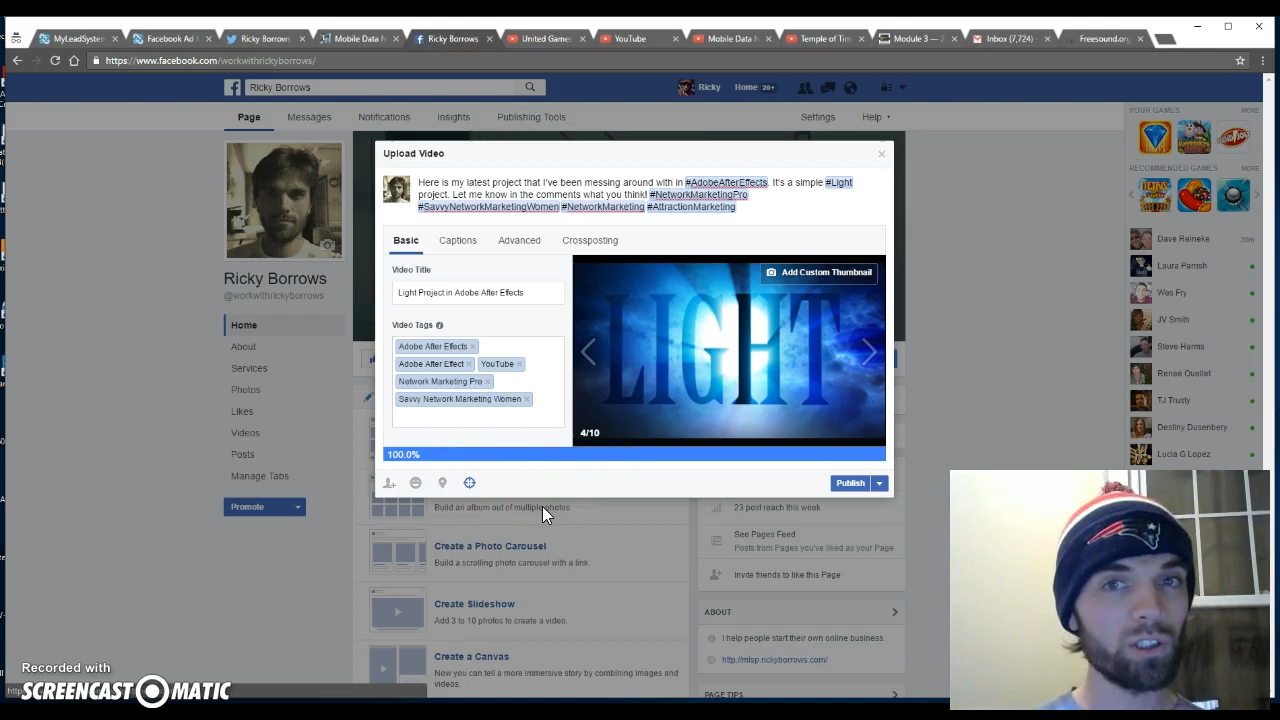 MyLeadSystem
Facebook Ad M
Ricky Borrows
Mobile Data N
Ricky Borrows
United Games
YouTube
Mobile Data N
Temple of Time
Module 3 — 2
Inbox (7,724)
Freesound.org
https://www.facebook.com/workwithrickyborrows/
Ricky Borrows
Ricky
Home 20+
Page
Messages
Notifications
Insights
Publishing Tools
Settings
Help
YOUR GAMES
MORE
RECOMMENDED GAMES
MORE
Upload Video
Here is my latest project that I've been messing around with in #AdobeAfterEffects. It's a simple #Light
project. Let me know in the comments what you think! #NetworkMarketingPro
#SavvyNetworkMarketingWomen #NetworkMarketing #AttractionMarketing
Basic
Captions
Advanced
Crossposting
Video Title
Light Project in Adobe After Effects
Video Tags
Adobe After Effects
Adobe After Effect
YouTube
Network Marketing Pro
Savvy Network Marketing Women
Add Custom Thumbnail
LIGHT
4/10
100.0%
Publish
Ricky Borrows
@workwithrickyborrows
Home
About
Services
Photos
Likes
Videos
Posts
Manage Tabs
Promote
Build an album out of multiple photos.
Create a Photo Carousel
Build a scrolling photo carousel with a link.
Create Slideshow
Add 3 to 10 photos to create a video.
Create a Canvas
Now you can tell a more immersive story by combining images and
videos.
23 post reach this week
See Pages Feed
Posts from Pages you've liked as your Page
Invite friends to like this Page
ABOUT
I help people start their own online business.
http://mlsp.rickyborrows.com/
PAGE TIPS
Dave Reineke
20m
Laura Parrish
Wes Fry
JV Smith
Steve Harms
Reneé Ouellet
TJ Trusty
Destiny Dusenbery
Lucia G Lopez
Recorded with
SCREENCAST-O-MATIC